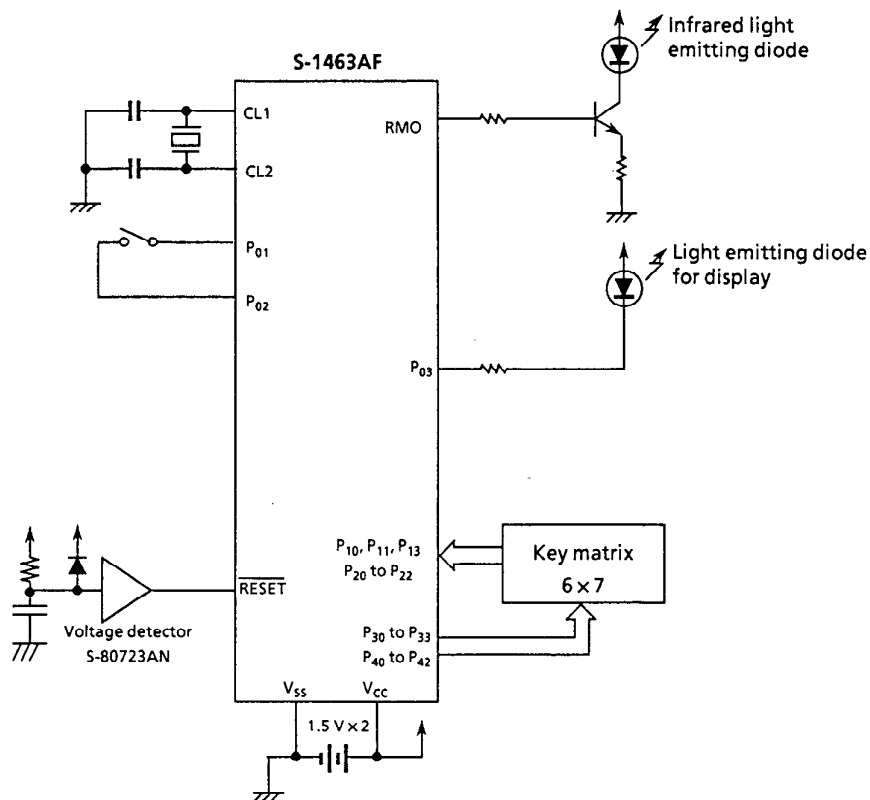 S-1463AF
Infrared light
emitting diode
CL1
RMO
CL2
P01
P02
Light emitting diode
for display
P03
P10, P11, P13
P20 to P22
Key matrix
6 × 7
RESET
Voltage detector
S-80723AN
P30 to P33
P40 to P42
VSS
VCC
1.5 V × 2